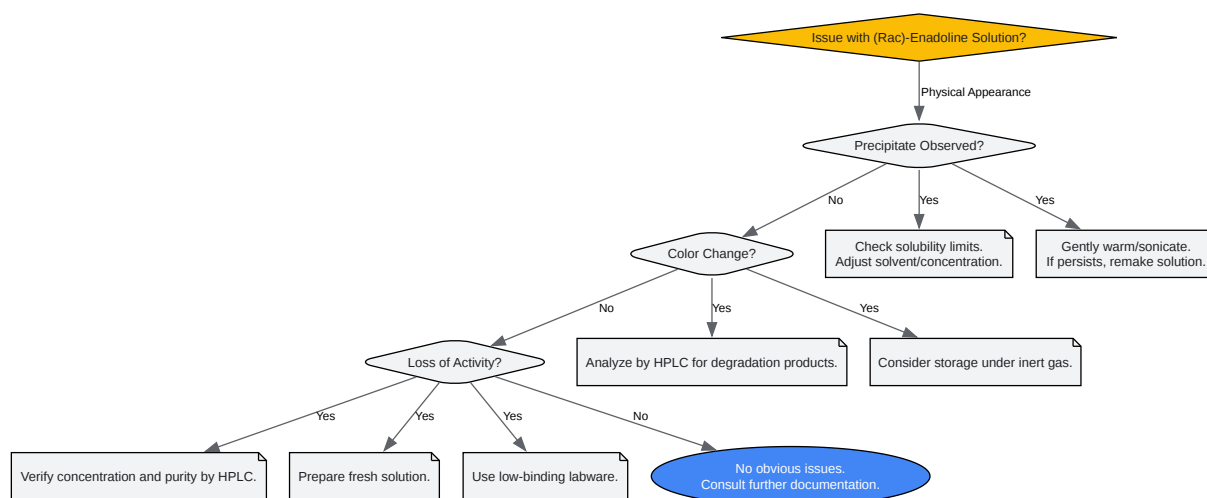 Issue with (Rac)-Enadoline Solution?
Physical Appearance
Precipitate Observed?
No
Yes
Yes
Check solubility limits.
Adjust solvent/concentration.
Gently warm/sonicate.
If persists, remake solution.
Color Change?
No
Yes
Yes
Analyze by HPLC for degradation products.
Consider storage under inert gas.
Loss of Activity?
Yes
Yes
Yes
No
Verify concentration and purity by HPLC.
Prepare fresh solution.
Use low-binding labware.
No obvious issues.
Consult further documentation.